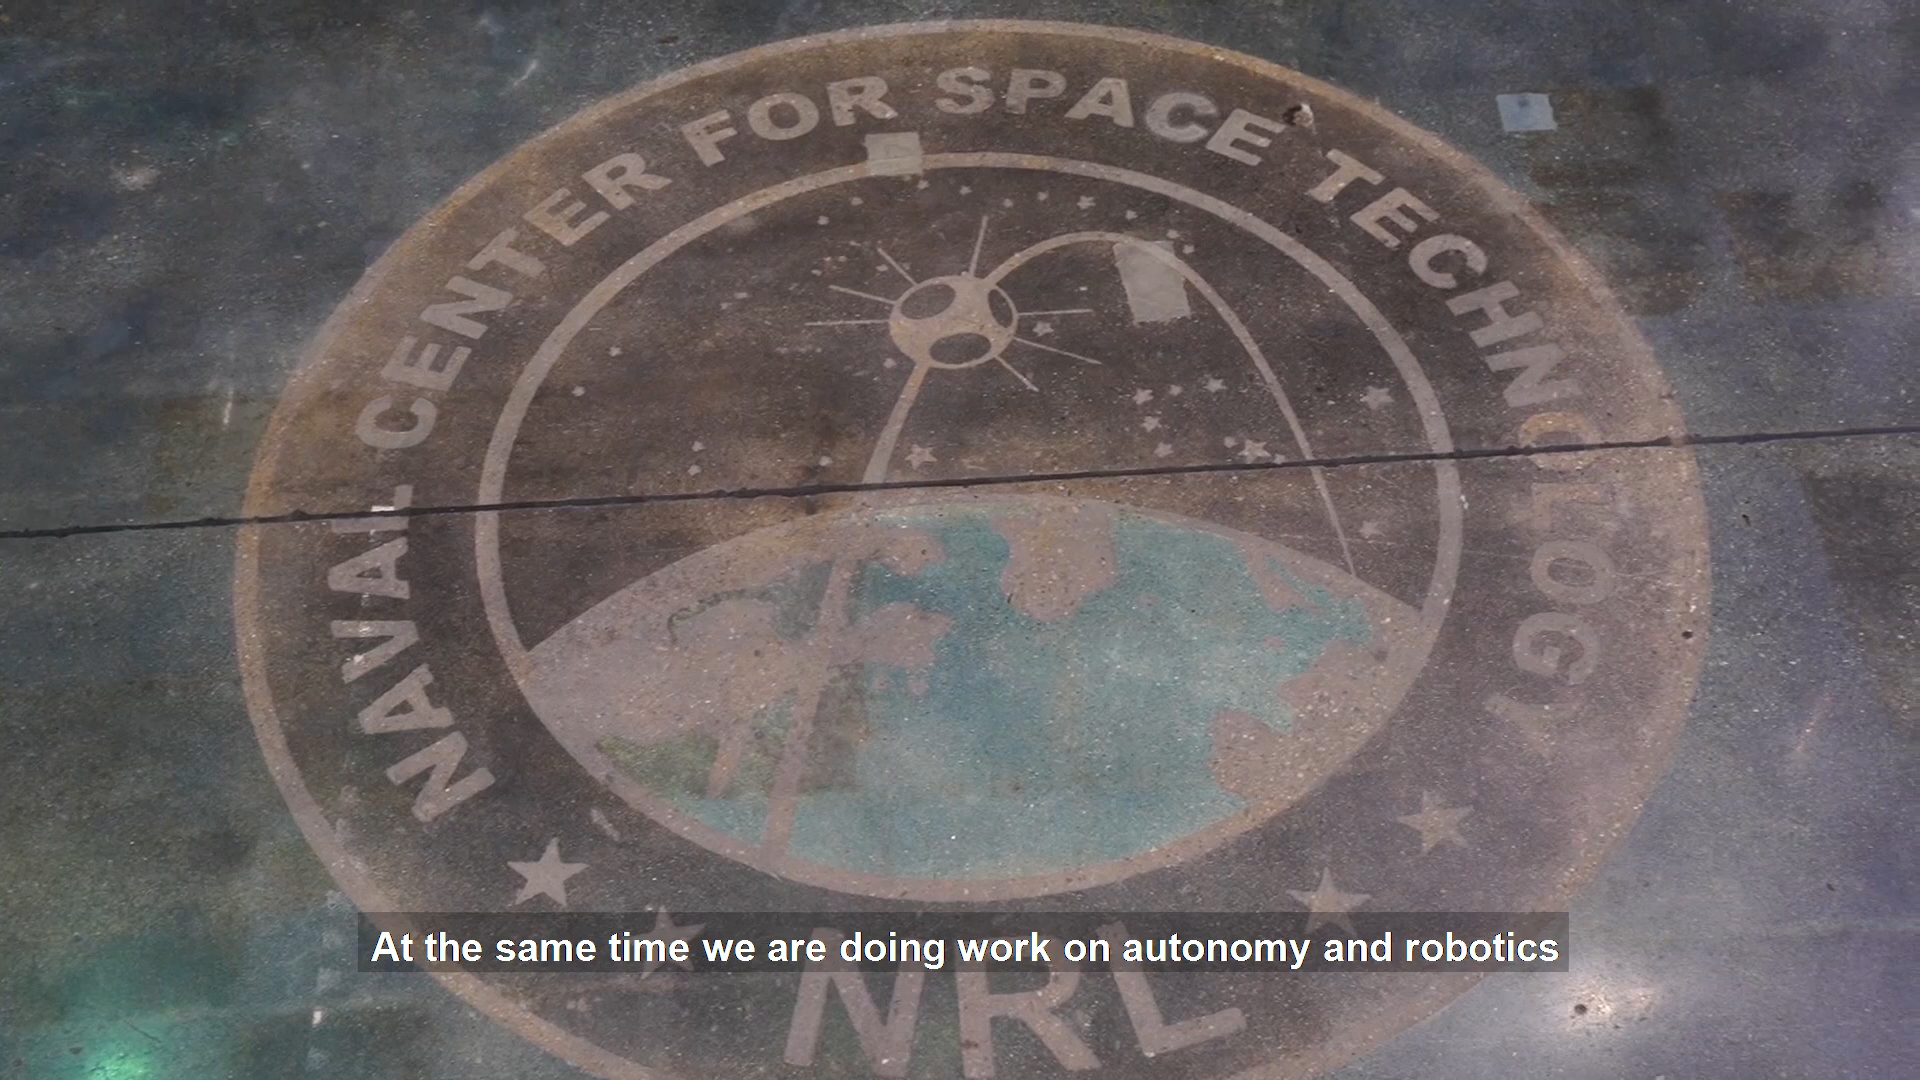 NAVAL CENTER FOR SPACE TECHNOLOGY
NRL
At the same time we are doing work on autonomy and robotics